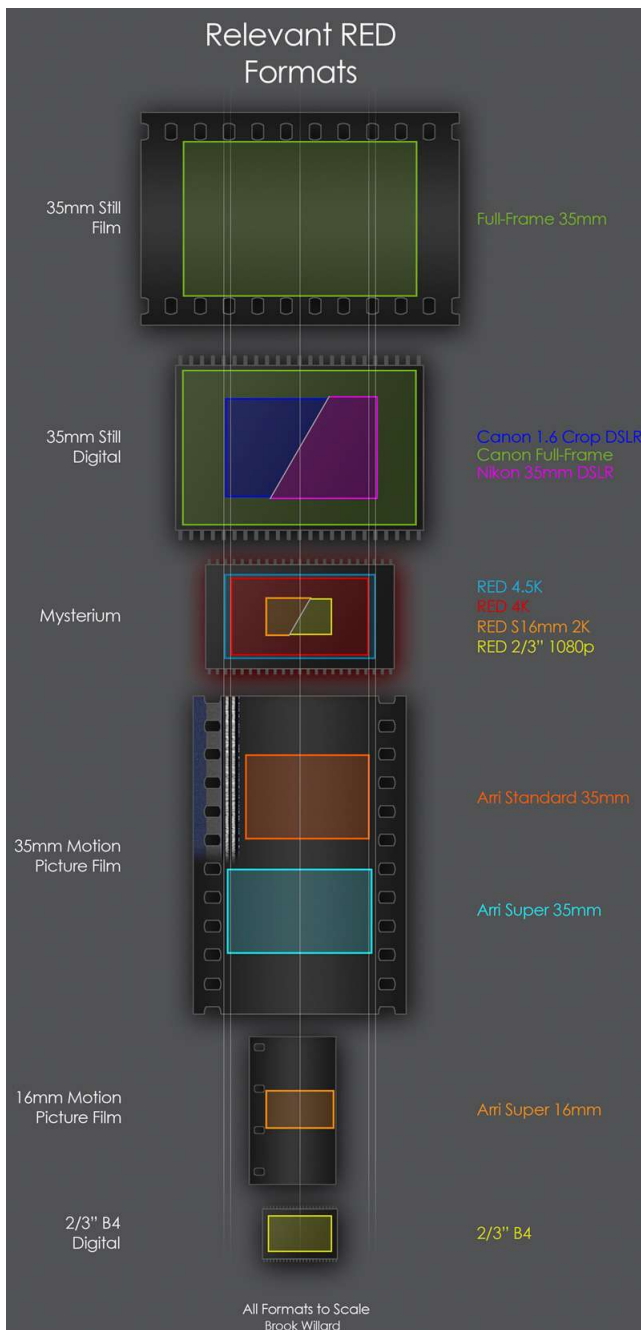 Relevant RED
Formats
35mm Still
Film
Full-Frame 35mm
35mm Still
Digital
Canon 1.6 Crop DSLR
Canon Full-Frame
Nikon 35mm DSLR
Mysterium
RED 4.5K
RED 4K
RED S16mm 2K
RED 2/3" 1080p
35mm Motion
Picture Film
Arri Standard 35mm
Arri Super 35mm
16mm Motion
Picture Film
Arri Super 16mm
2/3" B4
Digital
2/3" B4
All Formats to Scale
Brook Willard